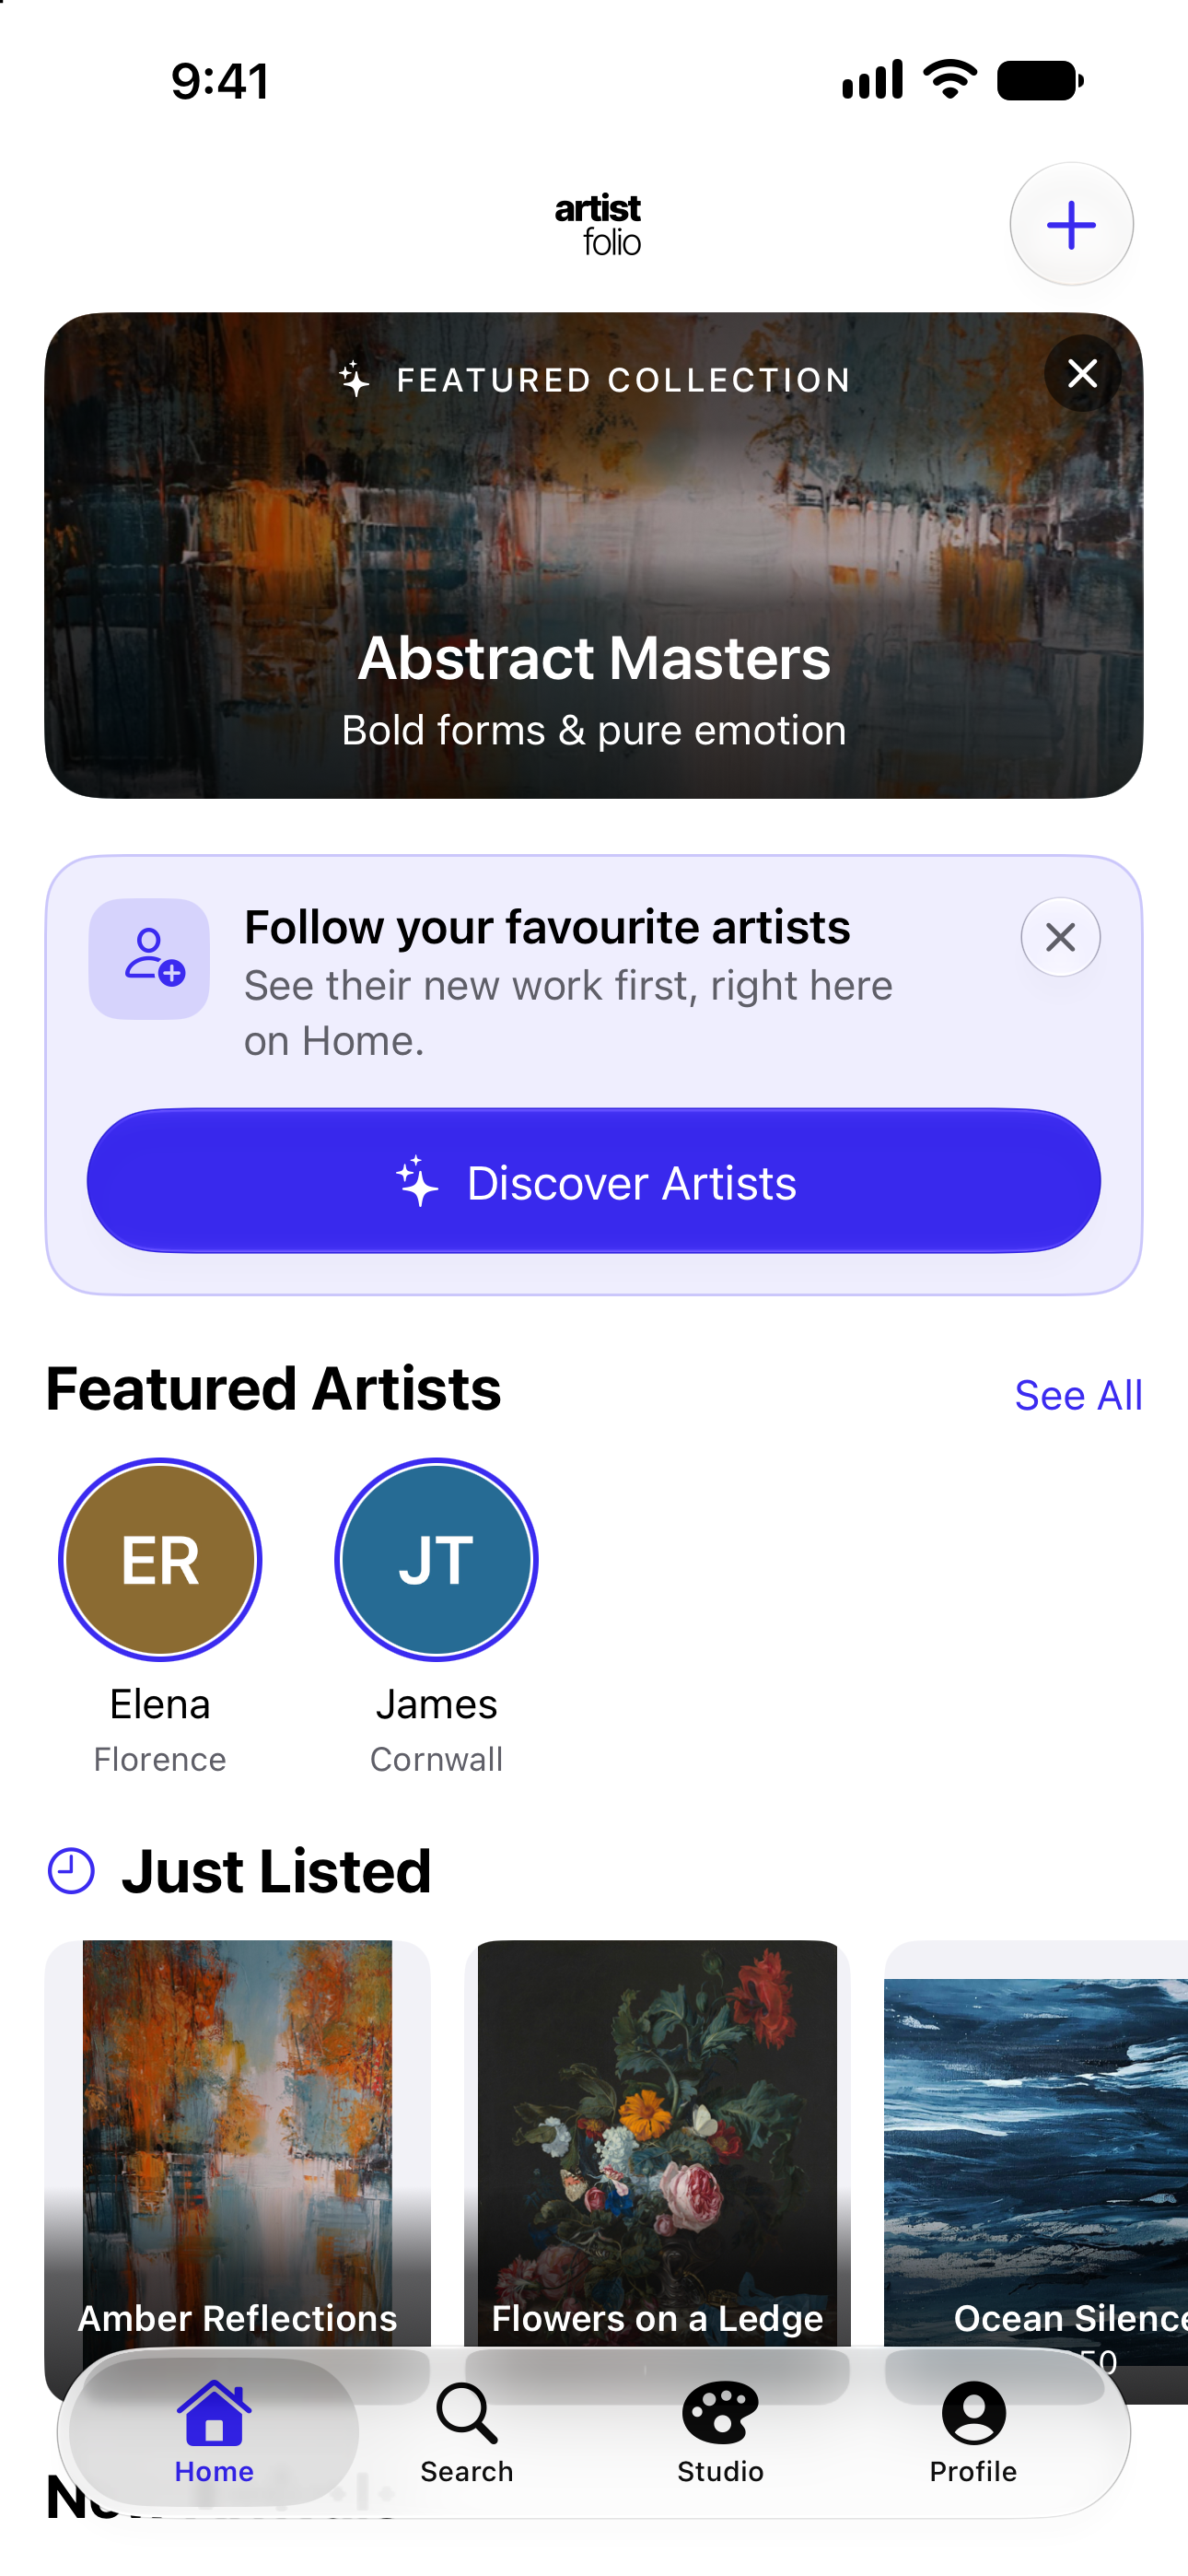 9:41
artist
folio
FEATURED COLLECTION
Abstract Masters
Bold forms & pure emotion
Follow your favourite artists
See their new work first, right here
on Home.
Discover Artists
Featured Artists
See All
ER
JT
Elena
James
Florence
Cornwall
Just Listed
Amber Reflections
Flowers on a Ledge
Ocean Silence
Home
Search
Studio
Profile